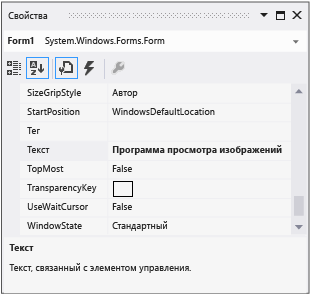 Свойства
Form1 System.Windows.Forms.Form
SizeGripStyle Автор
StartPosition WindowsDefaultLocation
Тег
Текст Программа просмотра изображений
TopMost False
TransparencyKey
UseWaitCursor False
WindowState Стандартный
Текст
Текст, связанный с элементом управления.